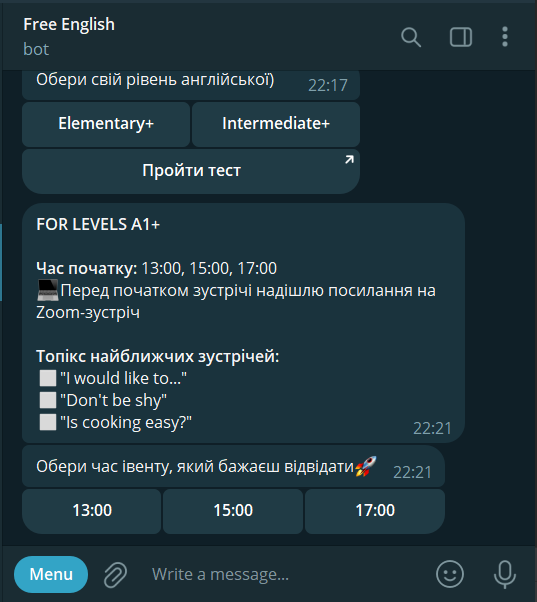 Free English
bot
Обери свій рівень англійської)
22:17
Elementary+
Intermediate+
Пройти тест
FOR LEVELS A1+
Час початку: 13:00, 15:00, 17:00
Перед початком зустрічі надішлю посилання на
Zoom-зустріч
Топікс найближчих зустрічей:
"I would like to..."
"Don't be shy"
"Is cooking easy?"
22:21
Обери час івенту, який бажаєш відвідати
22:21
13:00
15:00
17:00
Menu
Write a message...